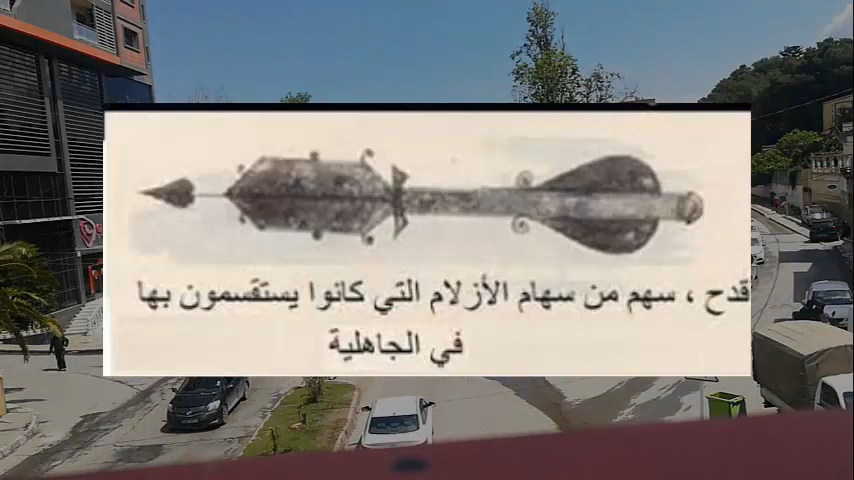 قدح ، سهم من سهام الأزلام التي كانوا يستقسمون بها
في الجاهلية